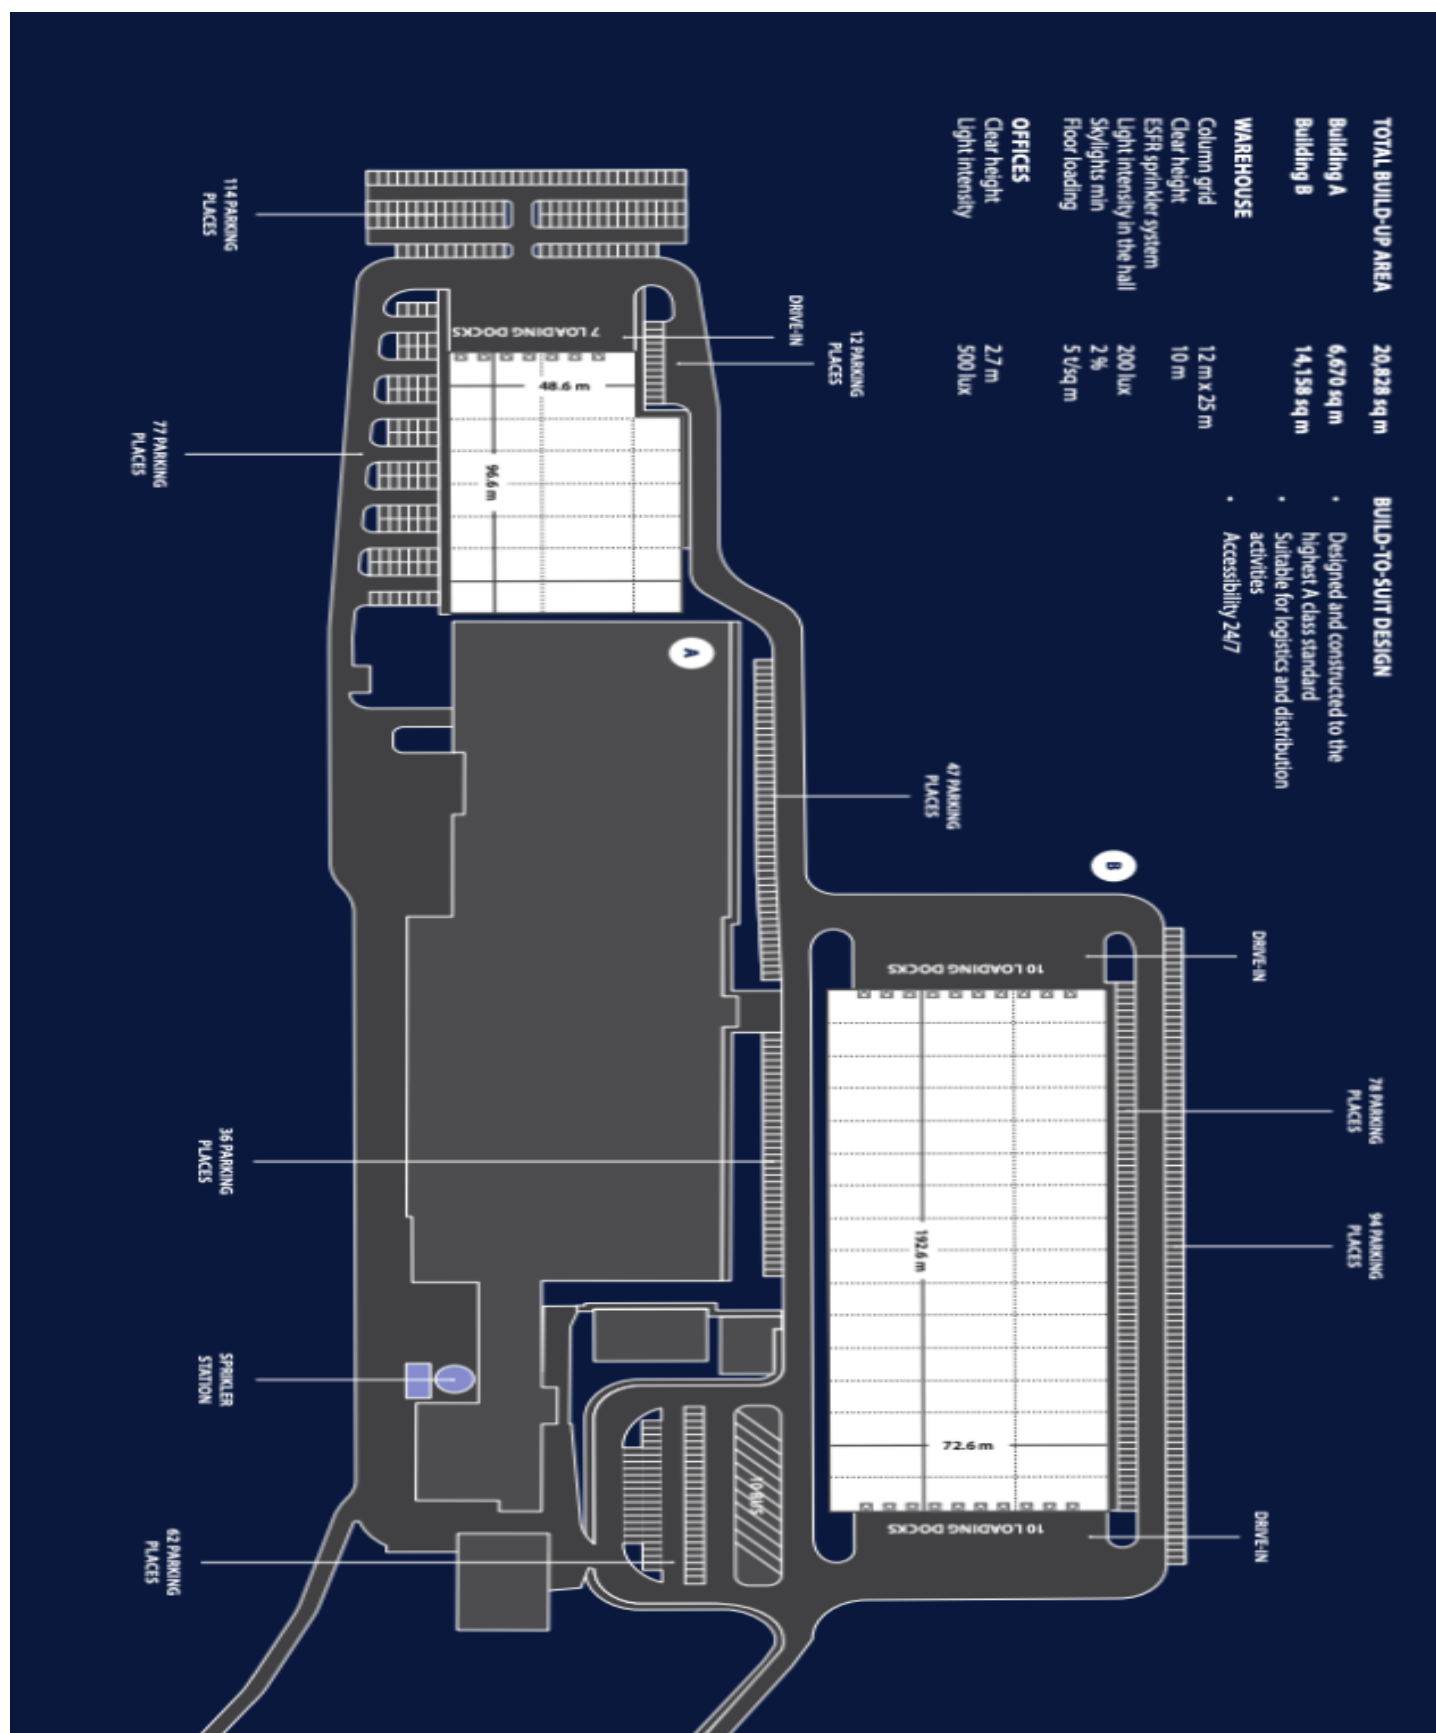 TOTAL BUILD-UP AREA 20,828 sq m
Building A 6,670 sq m
Building B 14,158 sq m
WAREHOUSE
Column grid 12 m x 25 m
Clear height 10 m
ESFR sprinkler system
Light intensity in the hall 200 lux
Skylights min 2 %
Floor loading 5 t/sq m
OFFICES
Clear height 2.7 m
Light intensity 500 lux
BUILD-TO-SUIT DESIGN
• Designed and constructed to the
highest A class standard
• Suitable for logistics and distribution
activities
• Accessibility 24/7
114 PARKING
PLACES
77 PARKING
PLACES
DRIVE-IN
12 PARKING
PLACES
7 LOADING DOCKS
48.6 m
96.6 m
A
47 PARKING
PLACES
B
DRIVE-IN
10 LOADING DOCKS
78 PARKING
PLACES
94 PARKING
PLACES
36 PARKING
PLACES
192.6 m
72.6 m
10 LOADING DOCKS
DRIVE-IN
SPRIKLER
STATION
62 PARKING
PLACES